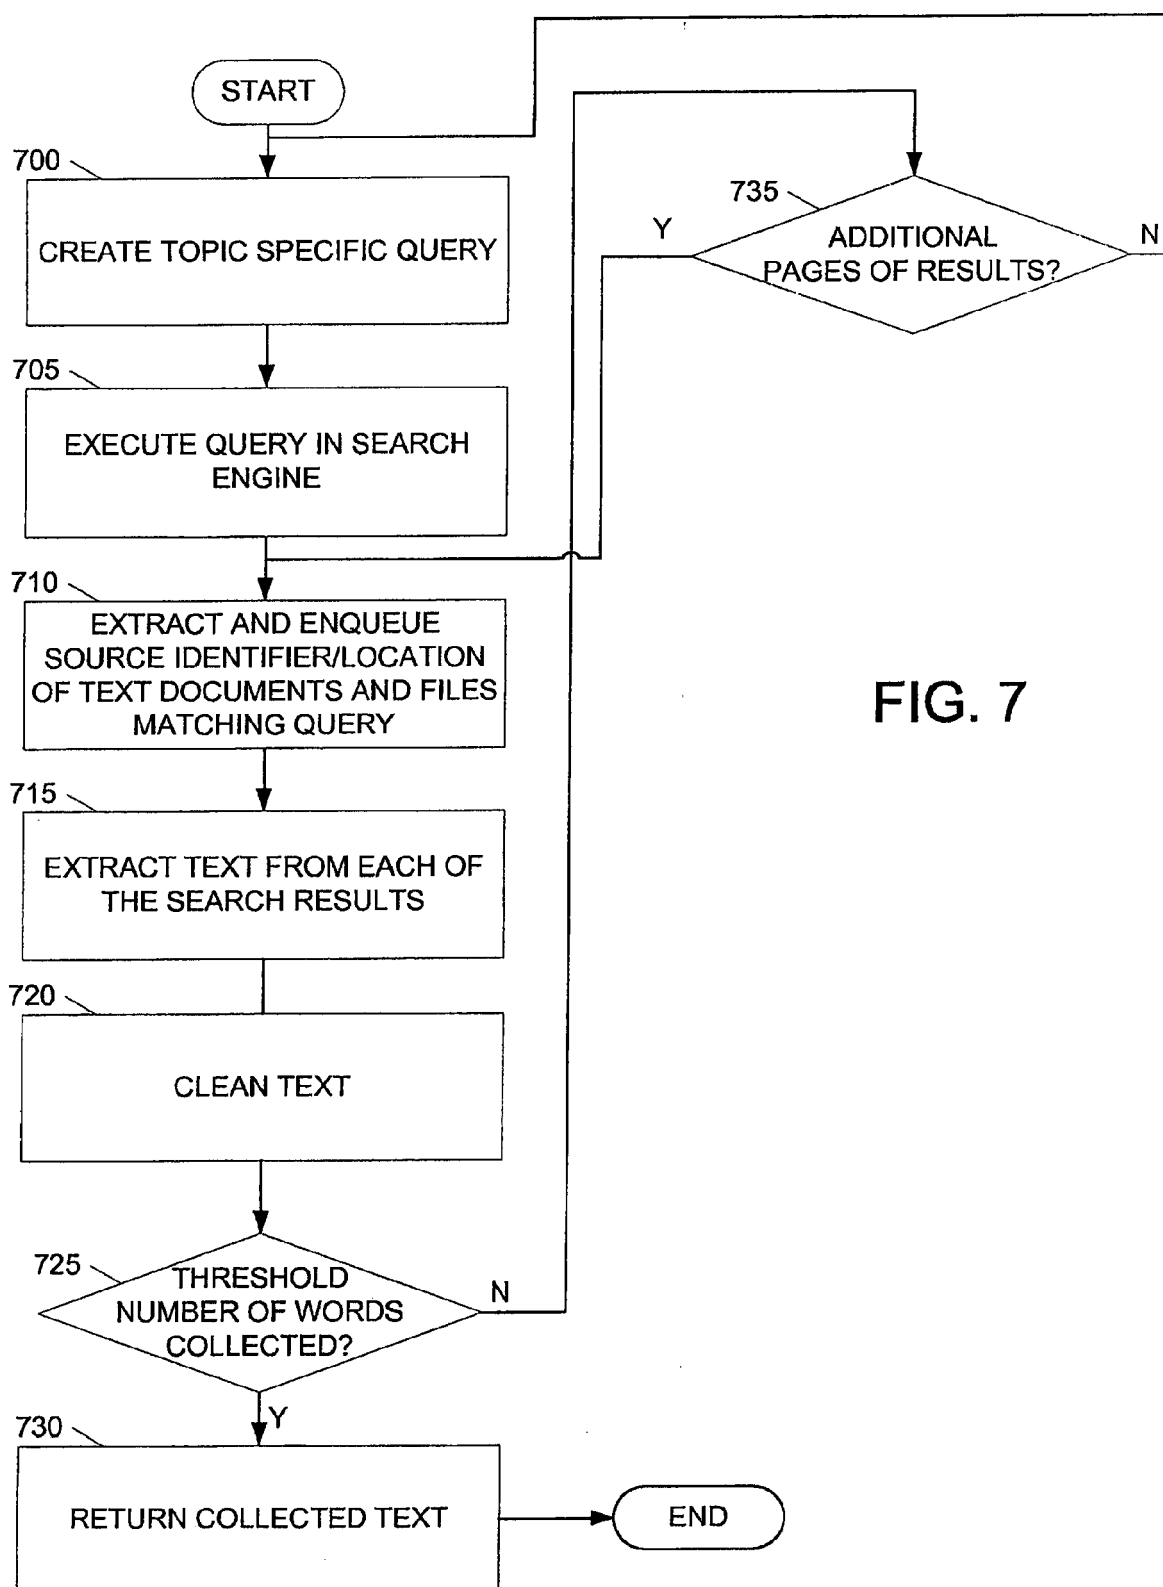 START
700
CREATE TOPIC SPECIFIC QUERY
705
EXECUTE QUERY IN SEARCH
ENGINE
710
EXTRACT AND ENQUEUE
SOURCE IDENTIFIER/LOCATION
OF TEXT DOCUMENTS AND FILES
MATCHING QUERY
715
EXTRACT TEXT FROM EACH OF
THE SEARCH RESULTS
720
CLEAN TEXT
725
THRESHOLD
NUMBER OF WORDS
COLLECTED?
N
Y
730
RETURN COLLECTED TEXT
END
735
Y
ADDITIONAL
PAGES OF RESULTS?
N
FIG. 7